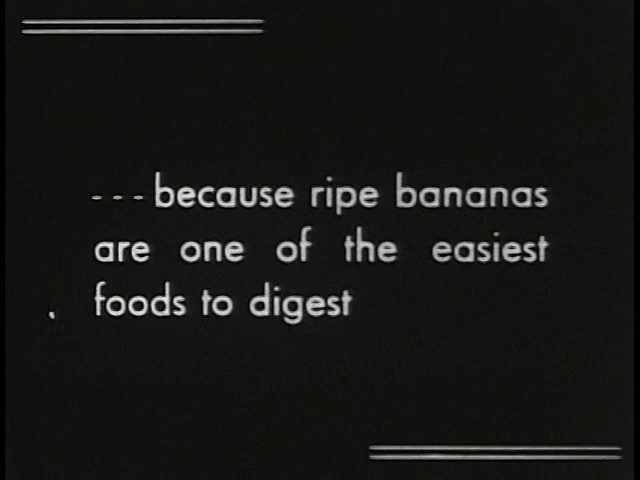 ---because ripe bananas
are one of the easiest
foods to digest